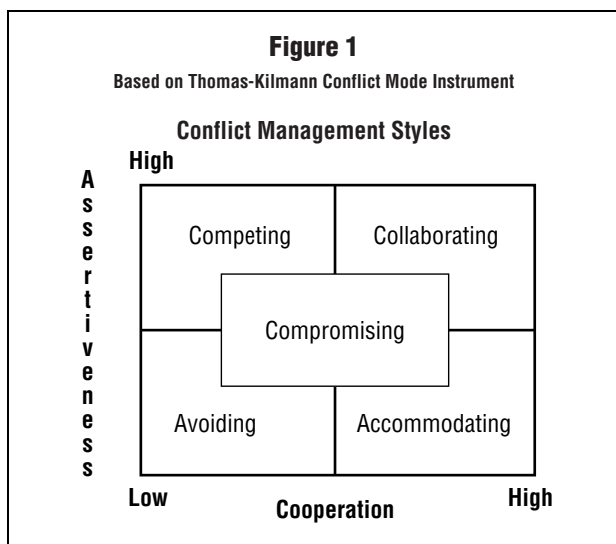 Figure 1
Based on Thomas-Kilmann Conflict Mode Instrument
Conflict Management Styles
High
Assertiveness
Competing
Collaborating
Compromising
Avoiding
Accommodating
Low
Cooperation
High